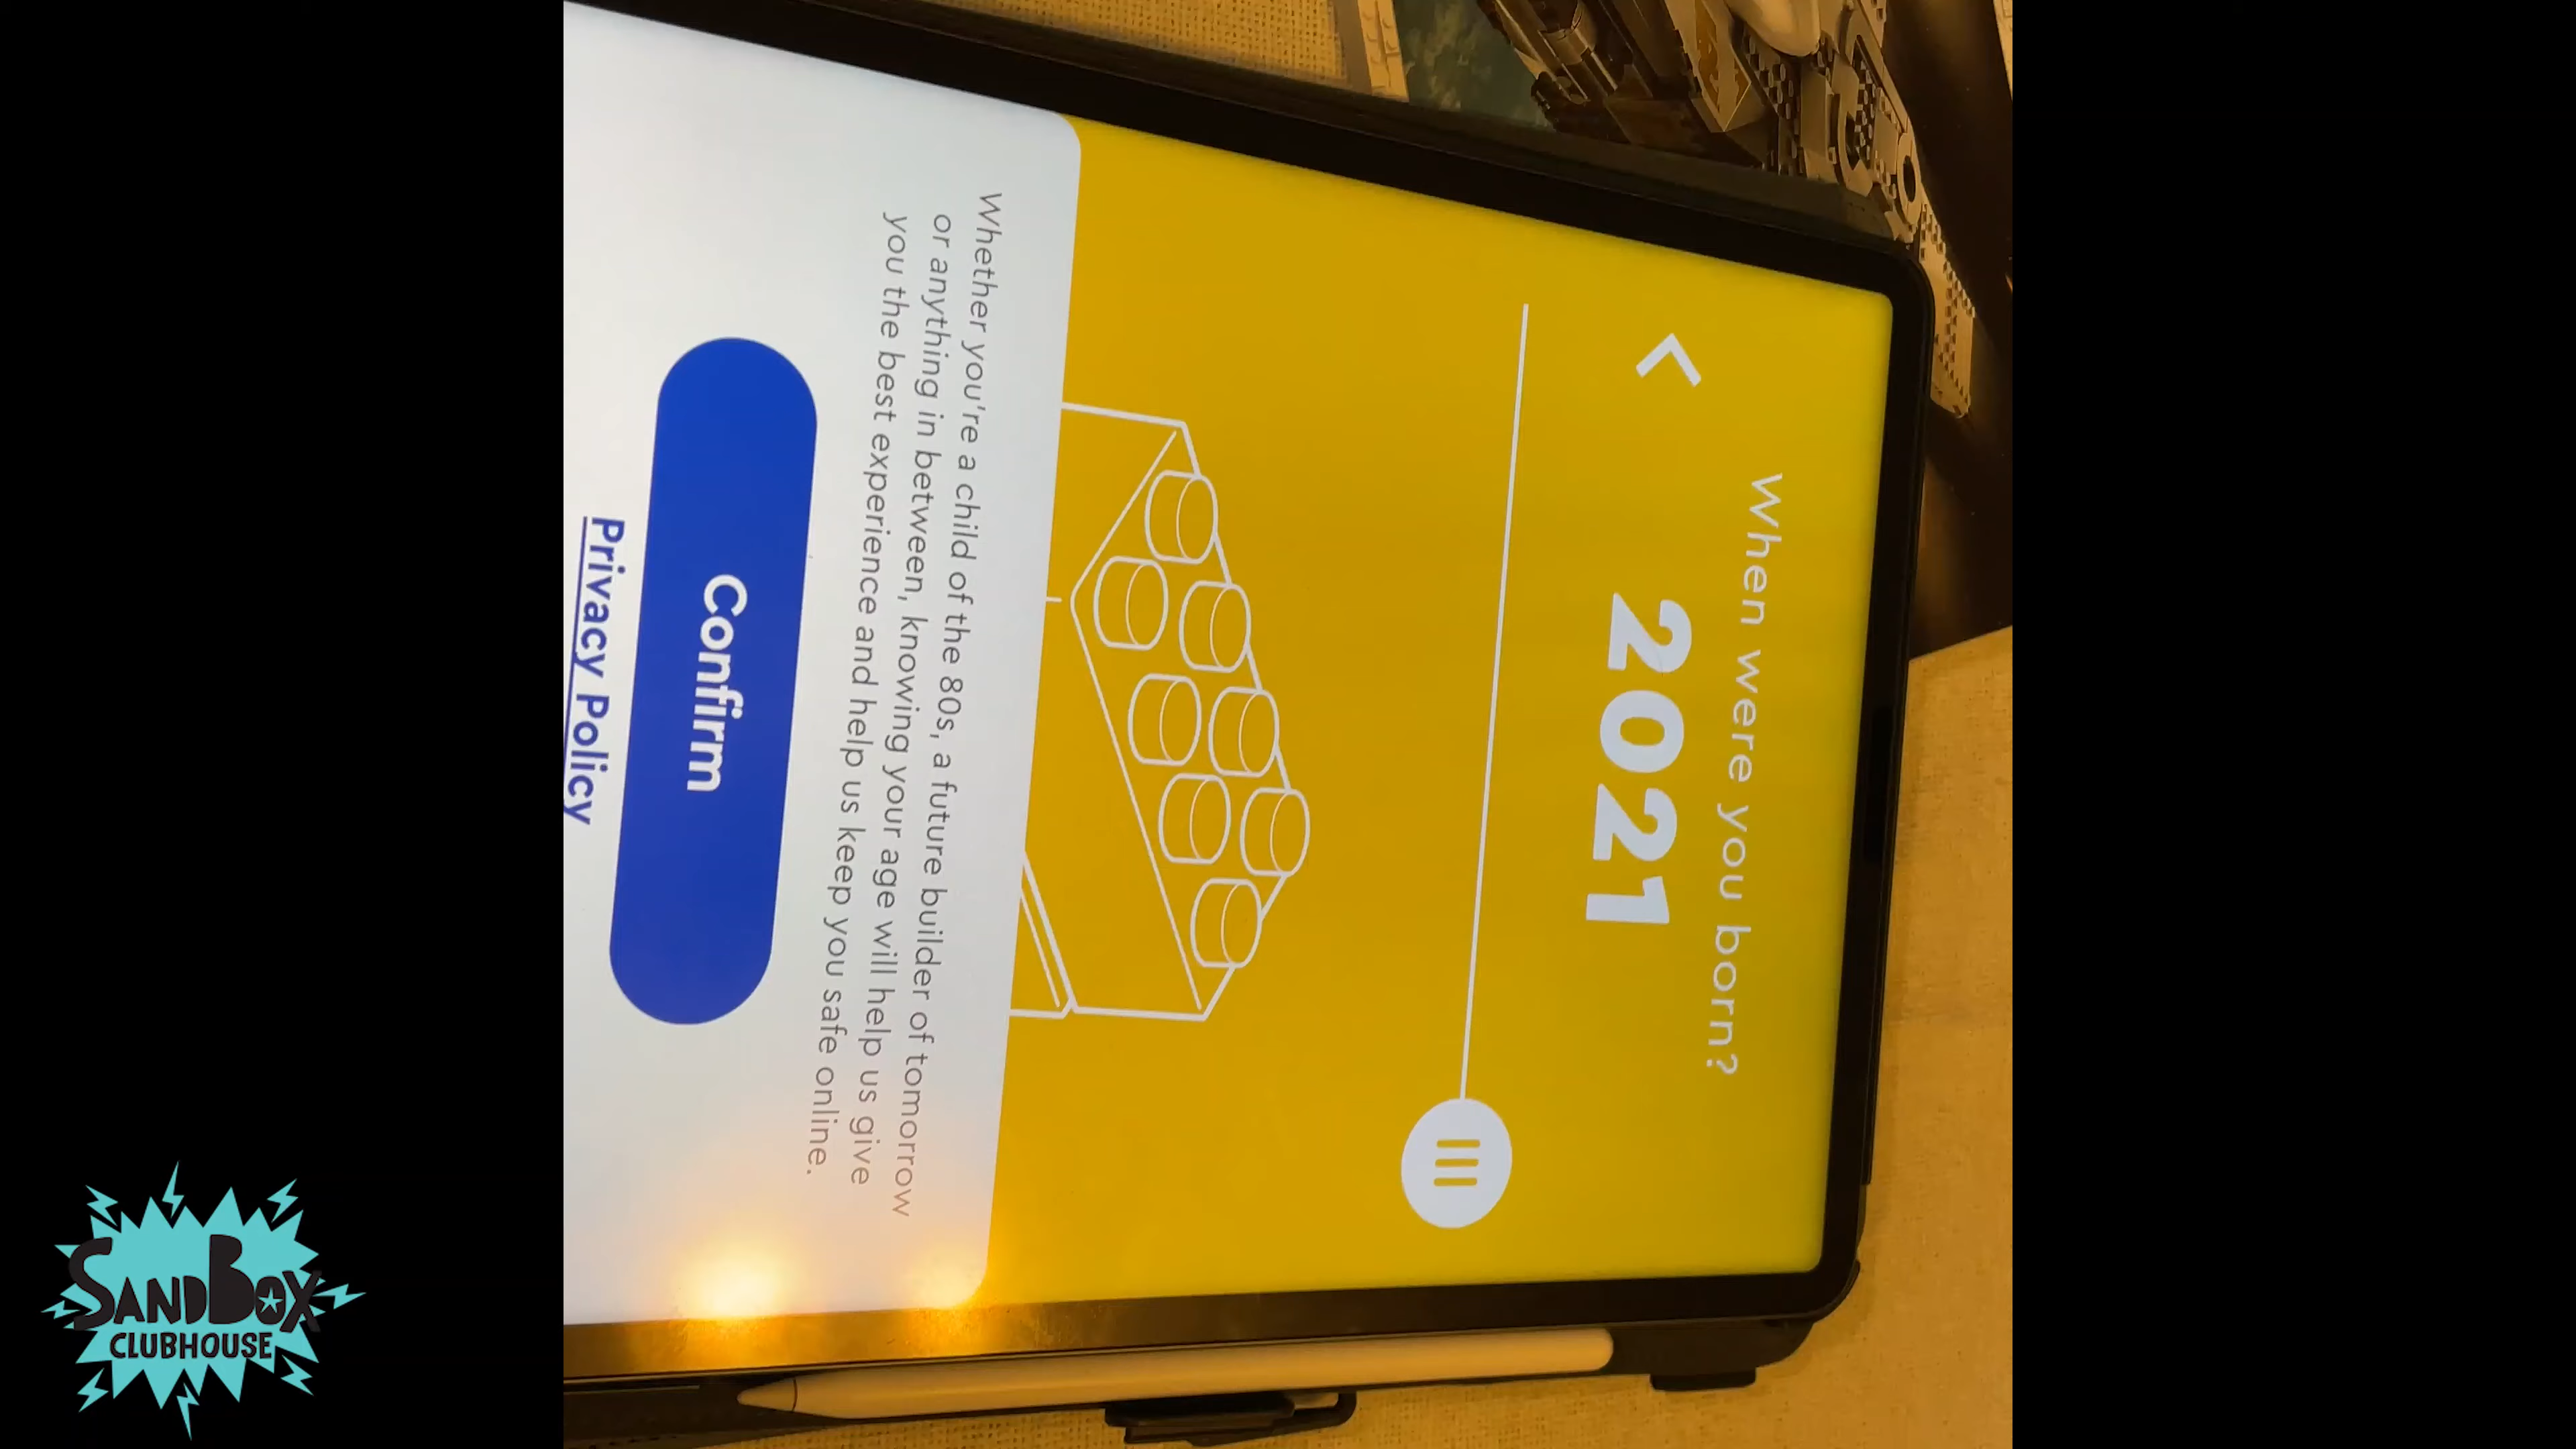 When were you born?
2021
Whether you're a child of the 80s, a future builder of tomorrow
or anything in between, knowing your age will help us give
you the best experience and help us keep you safe online.
Confirm
Privacy Policy
SANDBOX
CLUBHOUSE